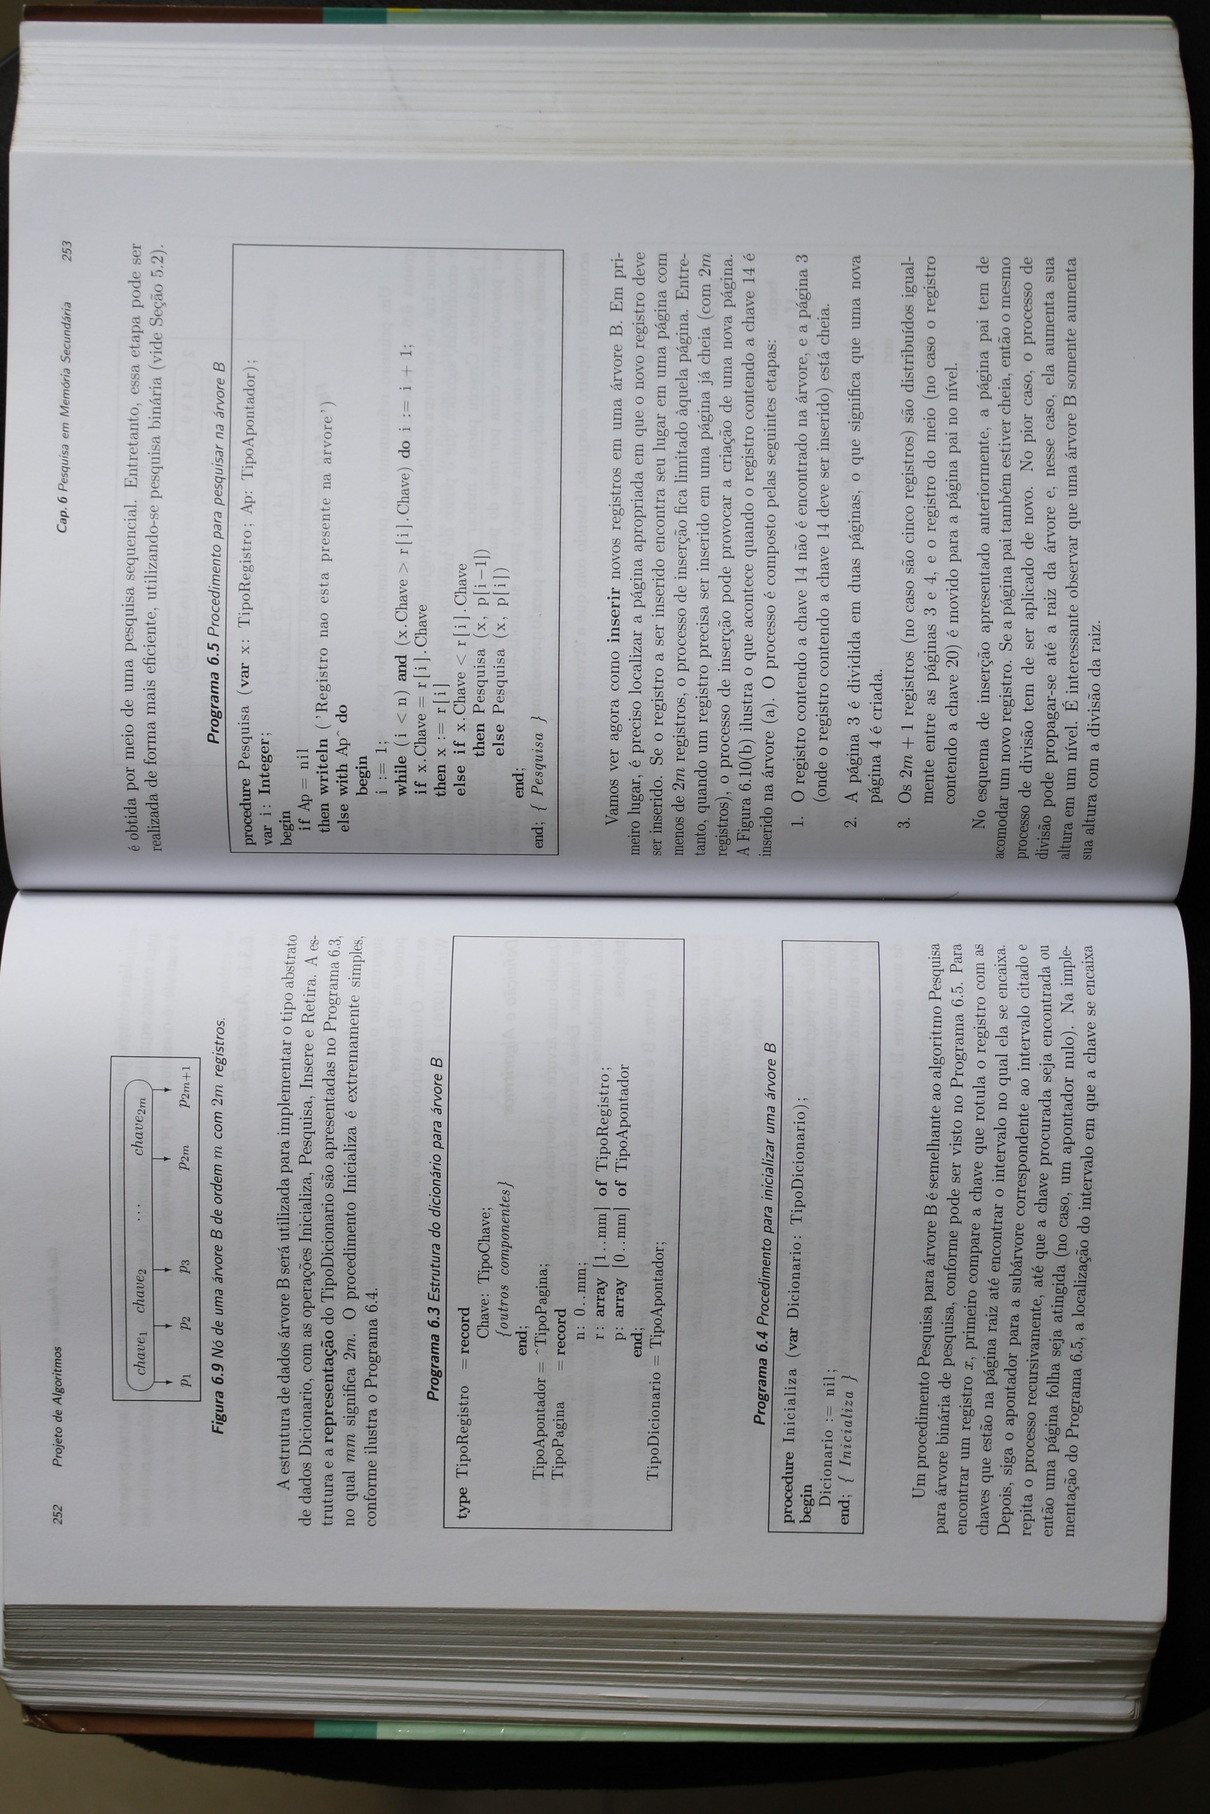 252 Projeto de Algoritmos
chave1 chave2 ··· chave2m
p1 p2 p3 p2m p2m+1
Figura 6.9 Nó de uma árvore B de ordem m com 2m registros.
A estrutura de dados árvore B será utilizada para implementar o tipo abstrato
de dados Dicionario, com as operações Inicializa, Pesquisa, Insere e Retira. A es-
trutura e a representação do TipoDicionario são apresentadas no Programa 6.3,
no qual mm significa 2m. O procedimento Inicializa é extremamente simples,
conforme ilustra o Programa 6.4.
Programa 6.3 Estrutura do dicionário para árvore B
type TipoRegistro = record
Chave: TipoChave;
{outros componentes}
end;
TipoApontador = ^TipoPagina;
TipoPagina = record
n: 0..mm;
r: array [1..mm] of TipoRegistro;
p: array [0..mm] of TipoApontador
end;
TipoDicionario = TipoApontador;
Programa 6.4 Procedimento para inicializar uma árvore B
procedure Inicializa (var Dicionario: TipoDicionario);
begin
Dicionario := nil;
end; { Inicializa }
Um procedimento Pesquisa para árvore B é semelhante ao algoritmo Pesquisa
para árvore binária de pesquisa, conforme pode ser visto no Programa 6.5. Para
encontrar um registro x, primeiro compare a chave que rotula o registro com as
chaves que estão na página raiz até encontrar o intervalo no qual ela se encaixa.
Depois, siga o apontador para a subárvore correspondente ao intervalo citado e
repita o processo recursivamente, até que a chave procurada seja encontrada ou
então uma página folha seja atingida (no caso, um apontador nulo). Na imple-
mentação do Programa 6.5, a localização do intervalo em que a chave se encaixa
Cap. 6 Pesquisa em Memória Secundária 253
é obtida por meio de uma pesquisa sequencial. Entretanto, essa etapa pode ser
realizada de forma mais eficiente, utilizando-se pesquisa binária (vide Seção 5.2).
Programa 6.5 Procedimento para pesquisar na árvore B
procedure Pesquisa (var x: TipoRegistro; Ap: TipoApontador);
var i: Integer;
begin
if Ap = nil
then writeln ('Registro nao esta presente na arvore')
else with Ap^ do
begin
i := 1;
while (i < n) and (x.Chave > r[i].Chave) do i := i + 1;
if x.Chave = r[i].Chave
then x := r[i]
else if x.Chave < r[i].Chave
then Pesquisa (x, p[i-1])
else Pesquisa (x, p[i])
end;
end; { Pesquisa }
Vamos ver agora como inserir novos registros em uma árvore B. Em pri-
meiro lugar, é preciso localizar a página apropriada em que o novo registro deve
ser inserido. Se o registro a ser inserido encontra seu lugar em uma página com
menos de 2m registros, o processo de inserção fica limitado àquela página. Entre-
tanto, quando um registro precisa ser inserido em uma página já cheia (com 2m
registros), o processo de inserção pode provocar a criação de uma nova página.
A Figura 6.10(b) ilustra o que acontece quando o registro contendo a chave 14 é
inserido na árvore (a). O processo é composto pelas seguintes etapas:
1. O registro contendo a chave 14 não é encontrado na árvore, e a página 3
(onde o registro contendo a chave 14 deve ser inserido) está cheia.
2. A página 3 é dividida em duas páginas, o que significa que uma nova
página 4 é criada.
3. Os 2m + 1 registros (no caso são cinco registros) são distribuídos igual-
mente entre as páginas 3 e 4, e o registro do meio (no caso o registro
contendo a chave 20) é movido para a página pai no nível.
No esquema de inserção apresentado anteriormente, a página pai tem de
acomodar um novo registro. Se a página pai também estiver cheia, então o mesmo
processo de divisão tem de ser aplicado de novo. No pior caso, o processo de
divisão pode propagar-se até a raiz da árvore e, nesse caso, ela aumenta sua
altura em um nível. É interessante observar que uma árvore B somente aumenta
sua altura com a divisão da raiz.